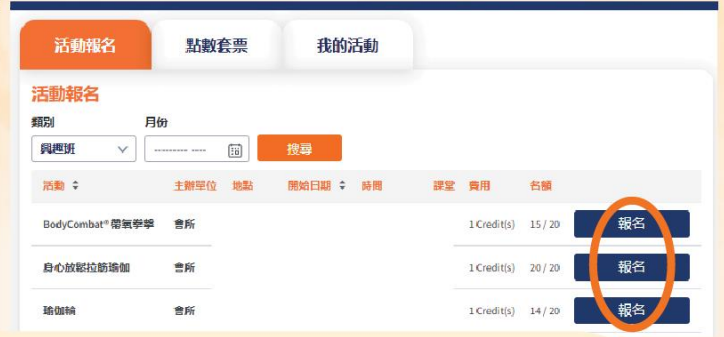 活動報名 點數套票 我的活動
活動報名
類別 月份
興趣班 --------- ----
搜尋
活動 主辦單位 地點 開始日期 時間 課堂 費用 名額
BodyCombat® 帶氧拳擊 會所 1 Credit(s) 15 / 20 報名
身心放鬆拉筋瑜伽 會所 1 Credit(s) 20 / 20 報名
瑜伽輪 會所 1 Credit(s) 14 / 20 報名